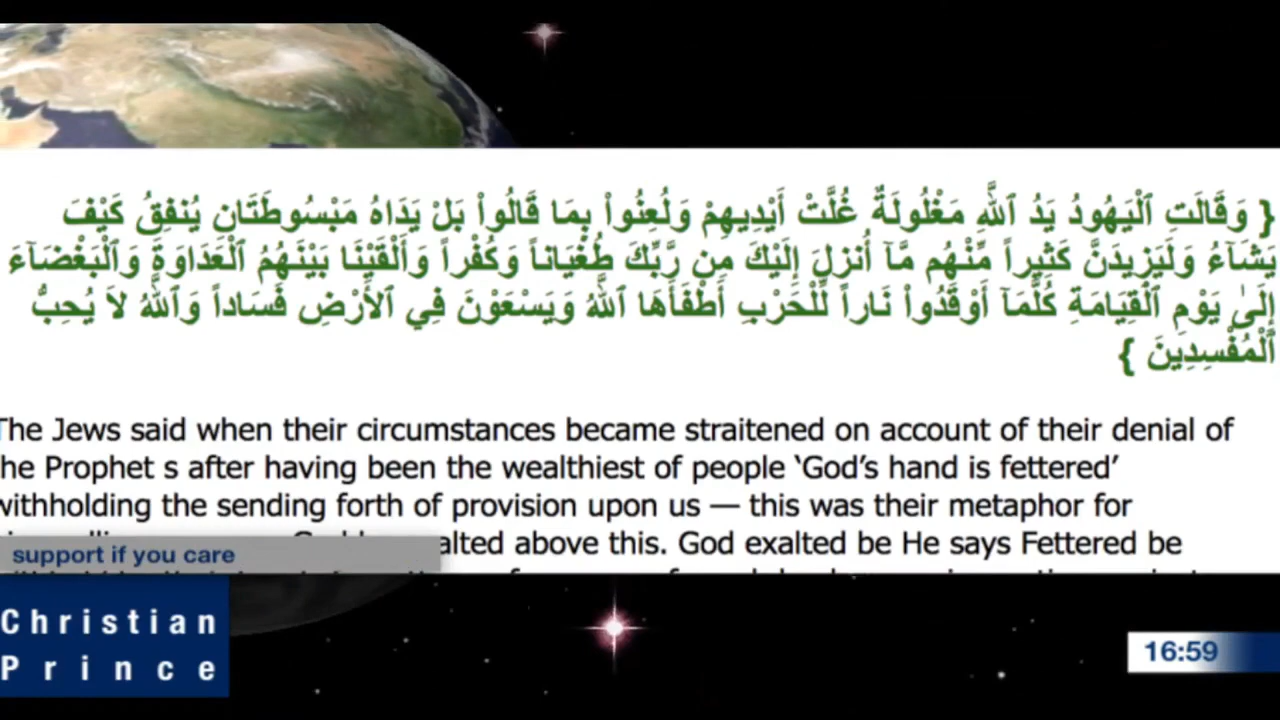 { وَقَالَتِ ٱلْيَهُودُ يَدُ ٱللَّهِ مَغْلُولَةٌ غُلَّتْ أَيْدِيهِمْ وَلُعِنُواْ بِمَا قَالُواْ بَلْ يَدَاهُ مَبْسُوطَتَانِ يُنفِقُ كَيْفَ
يَشَآءُ وَلَيَزِيدَنَّ كَثِيراً مِّنْهُم مَّآ أُنزِلَ إِلَيْكَ مِن رَّبِّكَ طُغْيَاناً وَكُفْراً وَأَلْقَيْنَا بَيْنَهُمُ ٱلْعَدَاوَةَ وَٱلْبَغْضَآءَ
إِلَىٰ يَوْمِ ٱلْقِيَامَةِ كُلَّمَآ أَوْقَدُواْ نَاراً لِّلْحَرْبِ أَطْفَأَهَا ٱللَّهُ وَيَسْعَوْنَ فِي ٱلأَرْضِ فَسَاداً وَٱللَّهُ لاَ يُحِبُّ
ٱلْمُفْسِدِينَ }
The Jews said when their circumstances became straitened on account of their denial of
the Prophet s after having been the wealthiest of people ‘God’s hand is fettered’
withholding the sending forth of provision upon us — this was their metaphor for
alted above this. God exalted be He says Fettered be
support if you care
Christian
Prince
16:59